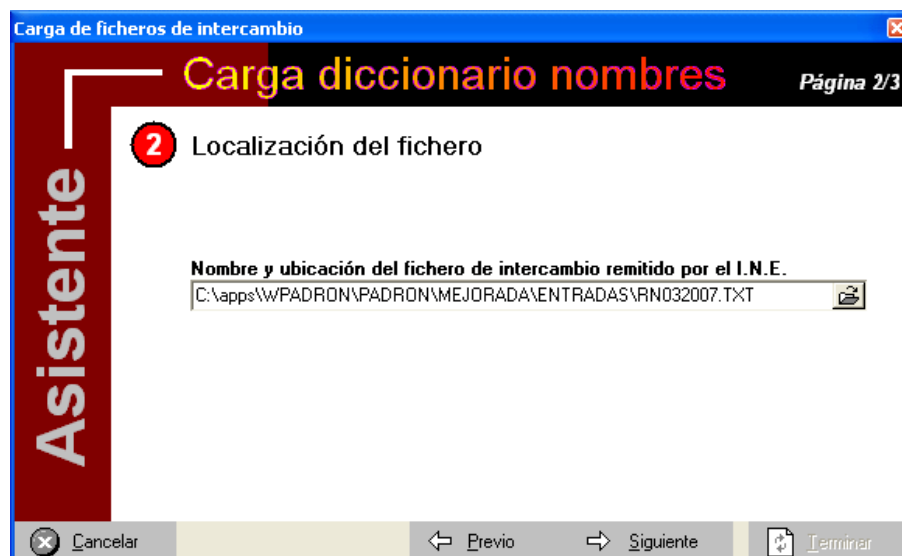 Carga de ficheros de intercambio
Carga diccionario nombres
Página 2/3
Asistente
2 Localización del fichero
Nombre y ubicación del fichero de intercambio remitido por el I.N.E.
C:\apps\WPADRON\PADRON\MEJORADA\ENTRADAS\RN032007.TXT
Cancelar
Previo
Siguiente
Terminar